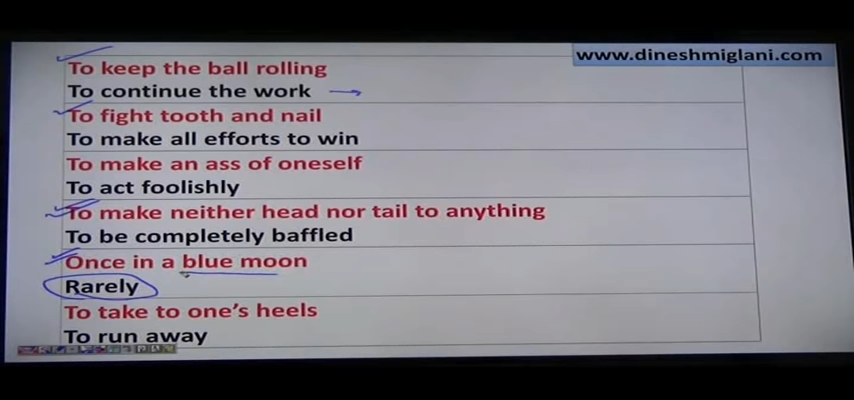 www.dineshmiglani.com
To keep the ball rolling
To continue the work
To fight tooth and nail
To make all efforts to win
To make an ass of oneself
To act foolishly
To make neither head nor tail to anything
To be completely baffled
Once in a blue moon
Rarely
To take to one's heels
To run away